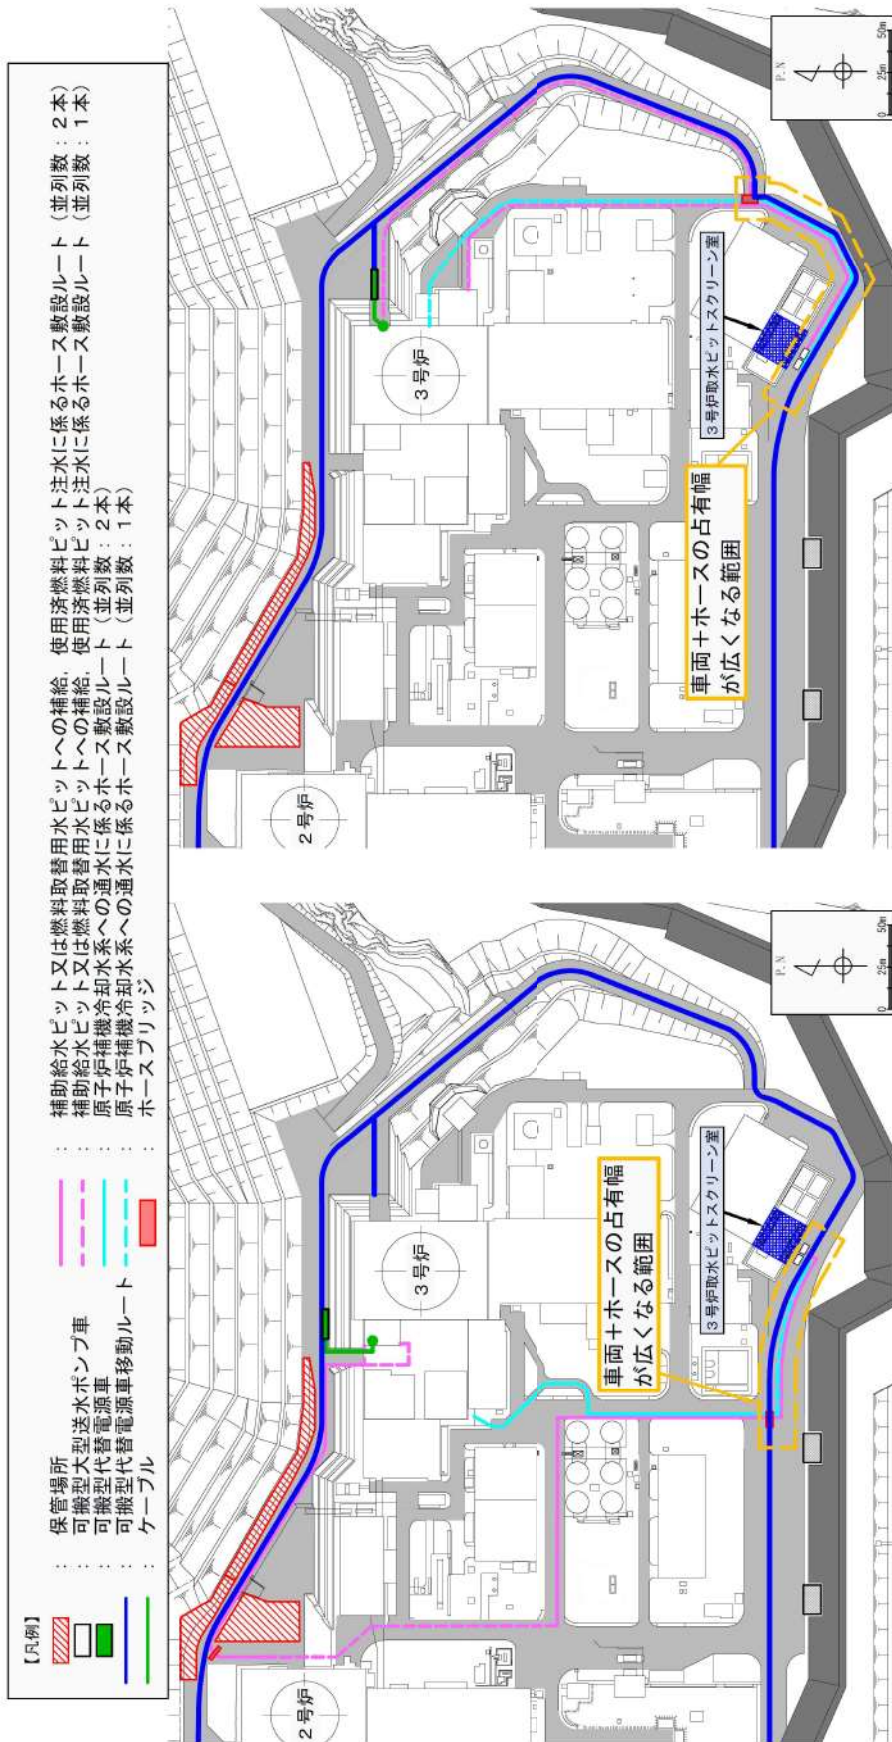 【凡例】
：保管場所
：可搬型大型送水ポンプ車
：可搬型代替電源車
：可搬型代替電源車移動ルート
：ケーブル
：補助給水ピット又は燃料取替用水ピットへの補給，使用済燃料ピット注水に係るホース敷設ルート（並列数：２本）
：補助給水ピット又は燃料取替用水ピットへの補給，使用済燃料ピット注水に係るホース敷設ルート（並列数：１本）
：原子炉補機冷却水系への通水に係るホース敷設ルート（並列数：２本）
：原子炉補機冷却水系への通水に係るホース敷設ルート（並列数：１本）
：ホースブリッジ
２号炉
３号炉
車両＋ホースの占有幅
が広くなる範囲
３号炉取水ピットスクリーン室
P.N
0 25m 50m
２号炉
３号炉
車両＋ホースの占有幅
が広くなる範囲
３号炉取水ピットスクリーン室
P.N
0 25m 50m